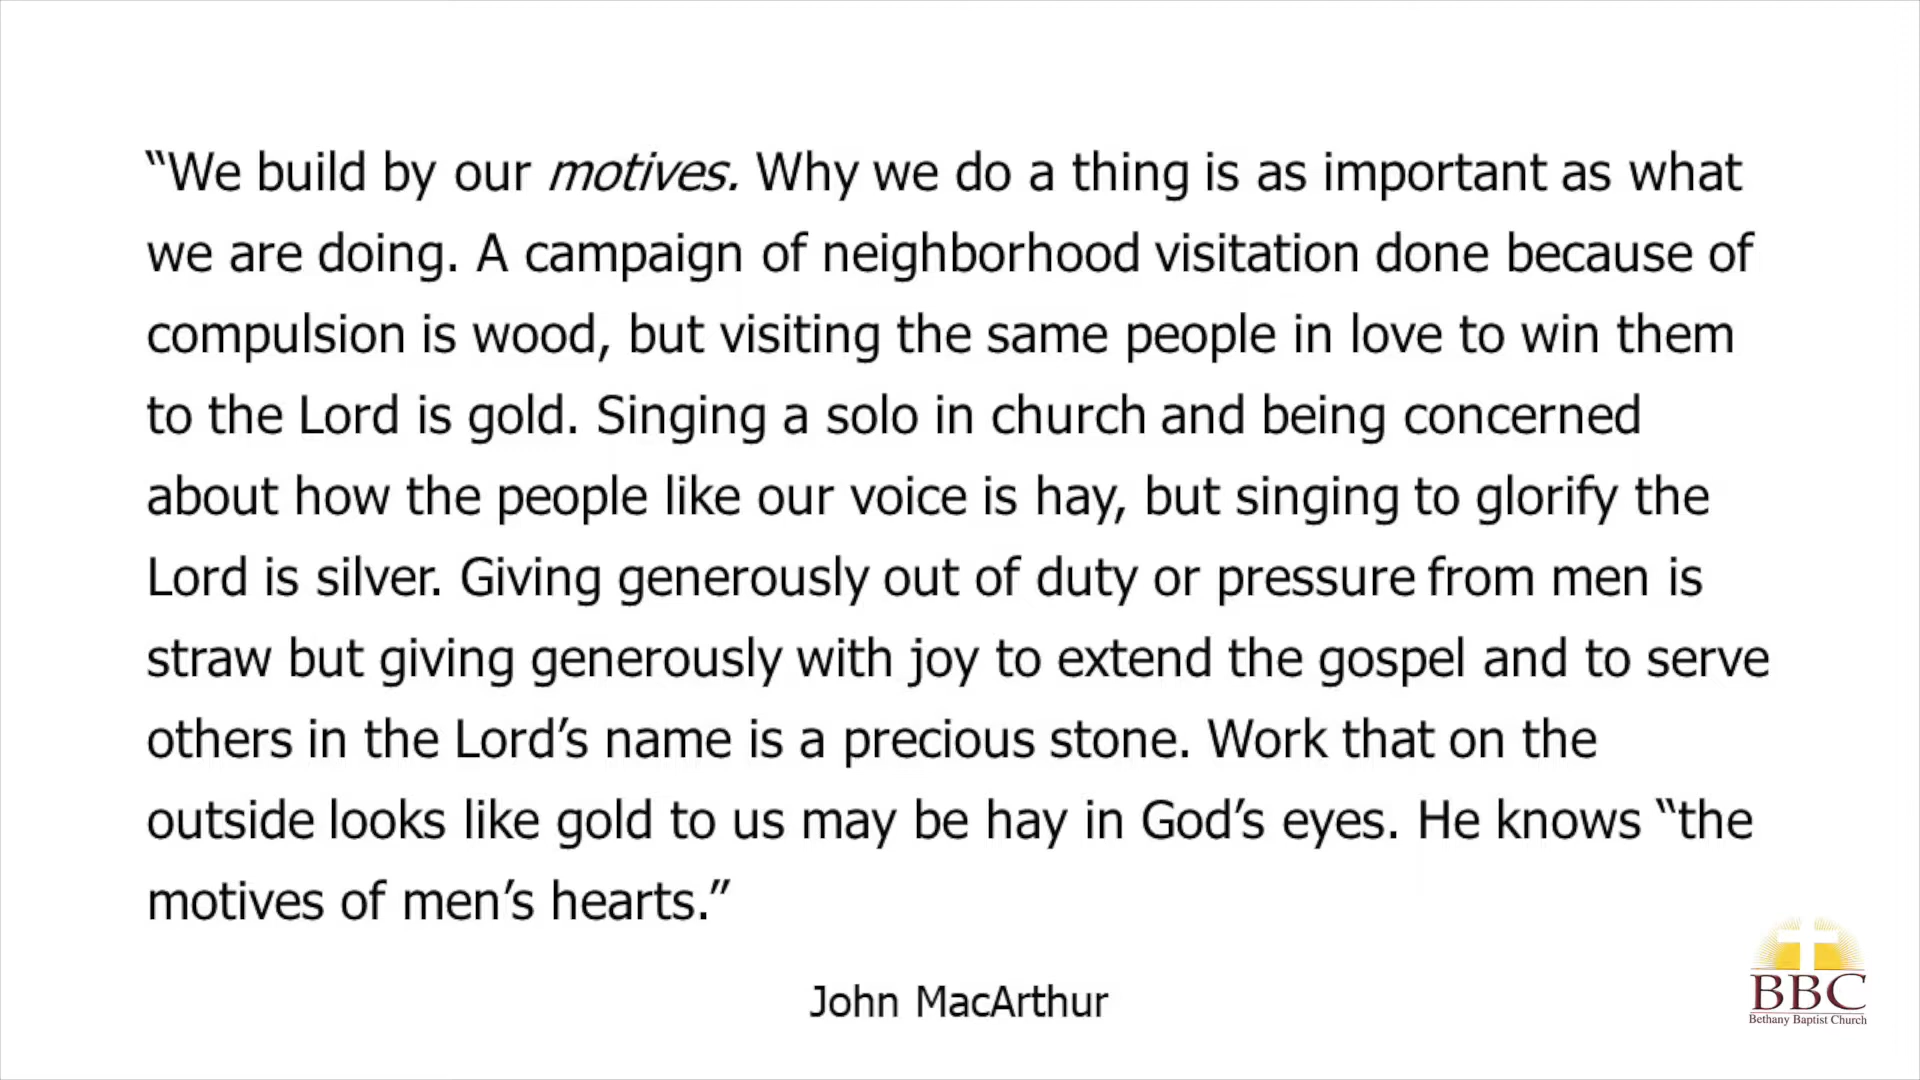 “We build by our motives. Why we do a thing is as important as what
we are doing. A campaign of neighborhood visitation done because of
compulsion is wood, but visiting the same people in love to win them
to the Lord is gold. Singing a solo in church and being concerned
about how the people like our voice is hay, but singing to glorify the
Lord is silver. Giving generously out of duty or pressure from men is
straw but giving generously with joy to extend the gospel and to serve
others in the Lord’s name is a precious stone. Work that on the
outside looks like gold to us may be hay in God’s eyes. He knows “the
motives of men’s hearts.”
John MacArthur
BBC
Bethany Baptist Church